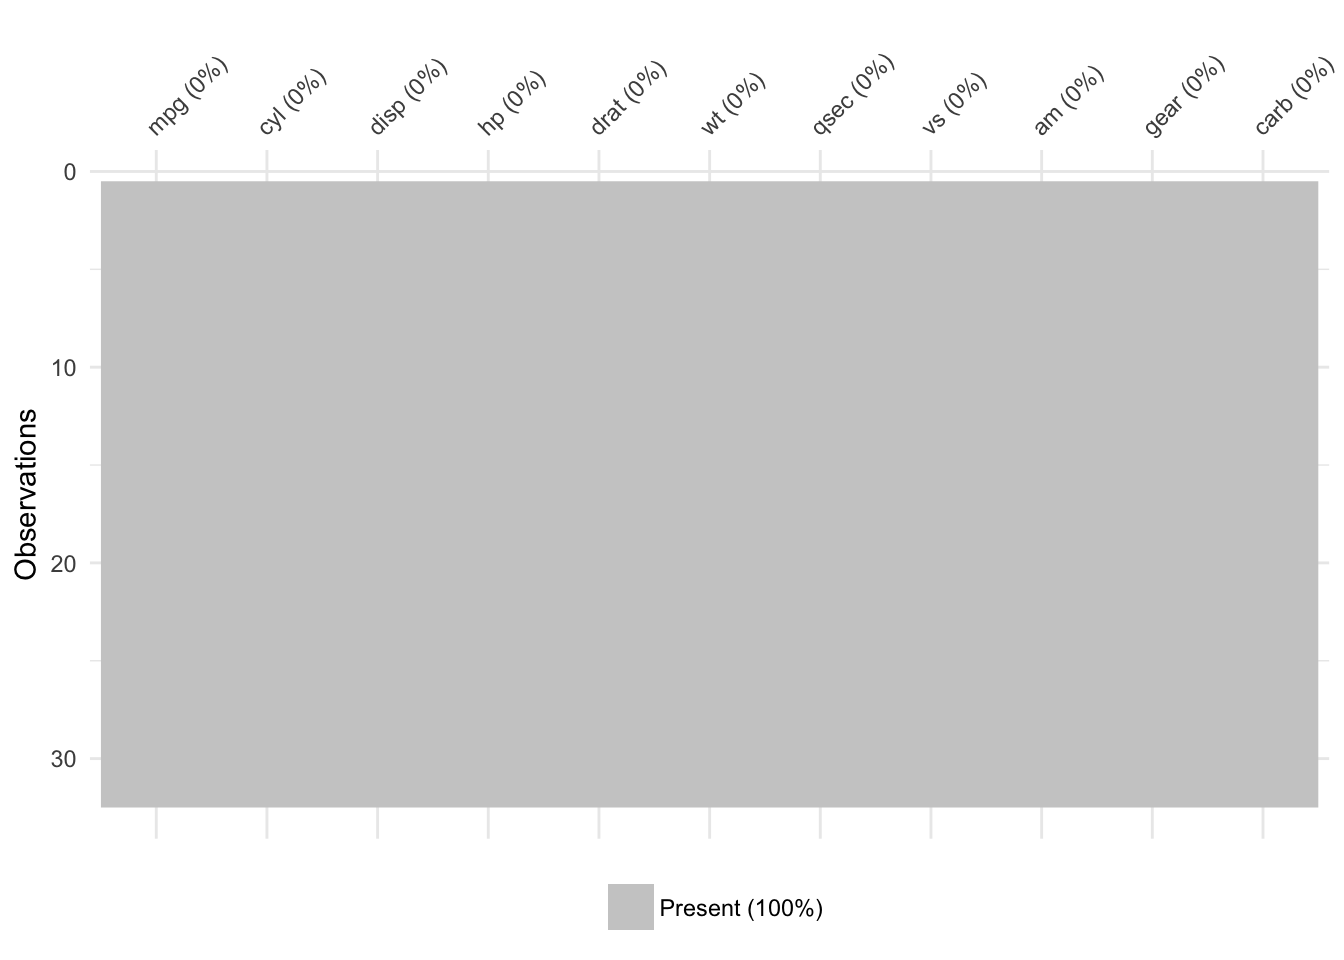 mpg (0%)
cyl (0%)
disp (0%)
hp (0%)
drat (0%)
wt (0%)
qsec (0%)
vs (0%)
am (0%)
gear (0%)
carb (0%)
0
10
20
30
Observations
Present (100%)